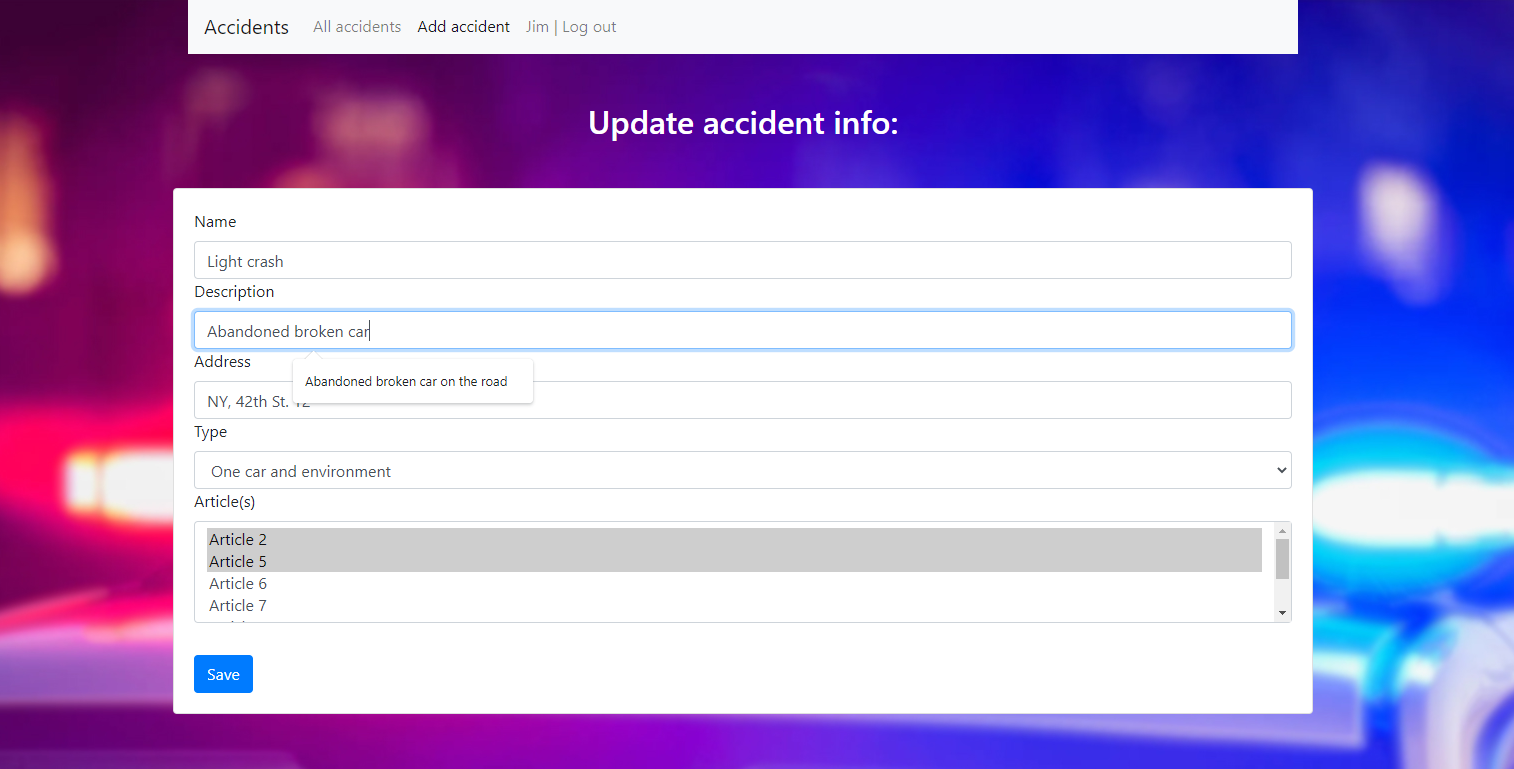 Accidents All accidents Add accident Jim | Log out
Update accident info:
Name
Light crash
Description
Abandoned broken car
Address
Abandoned broken car on the road
NY, 42th St. 12
Type
One car and environment
Article(s)
Article 2
Article 5
Article 6
Article 7
Save